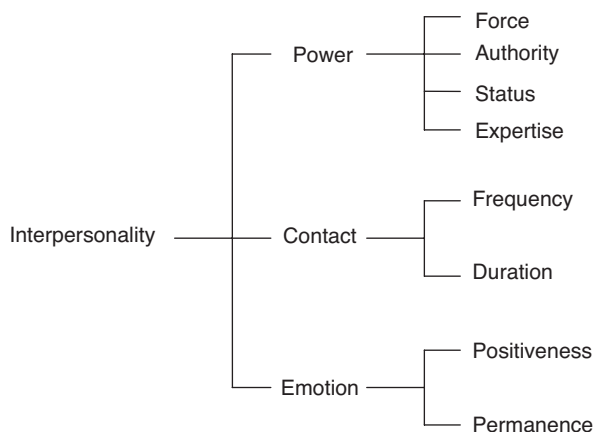 Interpersonality
Power
Force
Authority
Status
Expertise
Contact
Frequency
Duration
Emotion
Positiveness
Permanence